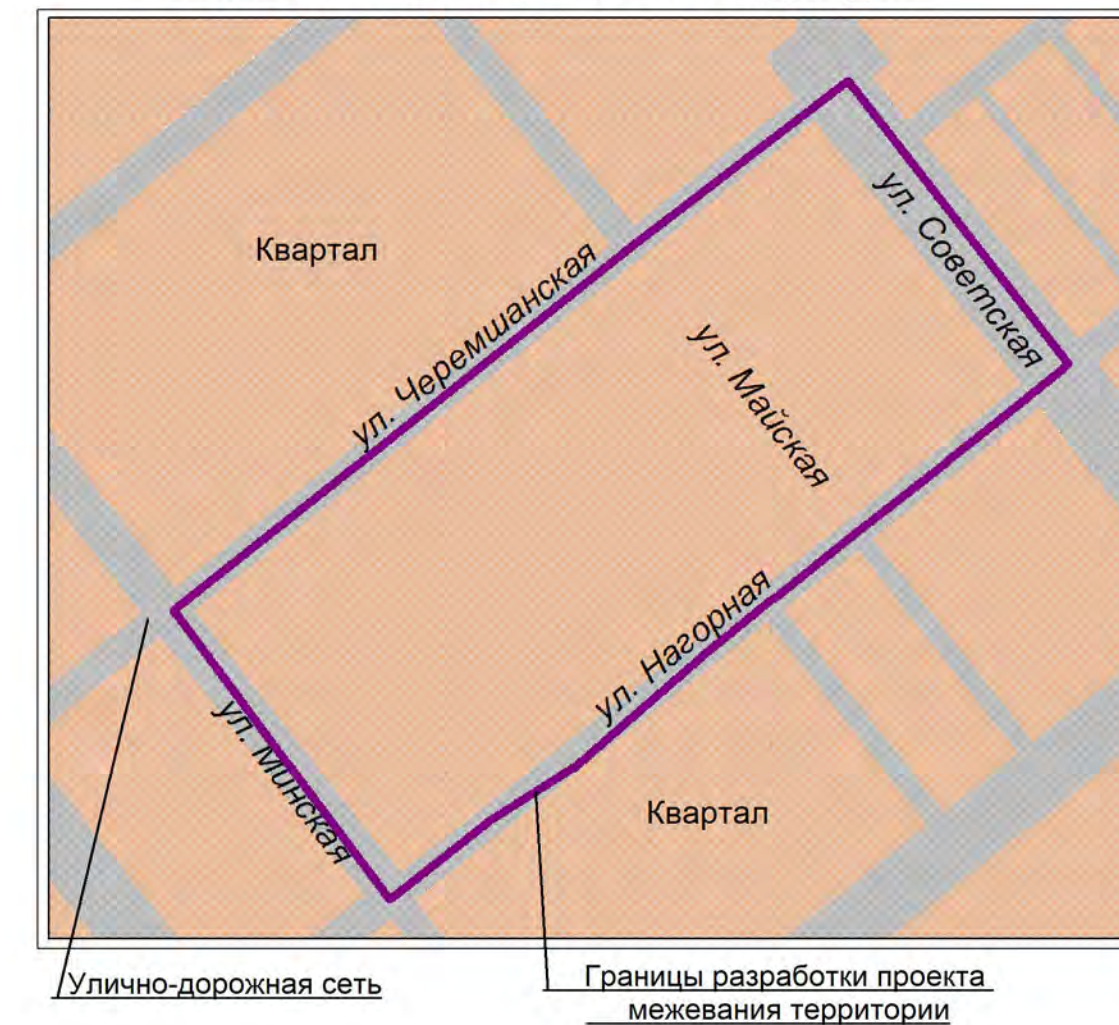 ул. Советская
Квартал
ул. Черемшанская
ул. Майская
ул. Нагорная
ул. Минская
Квартал
Улично-дорожная сеть
Границы разработки проекта
межевания территории